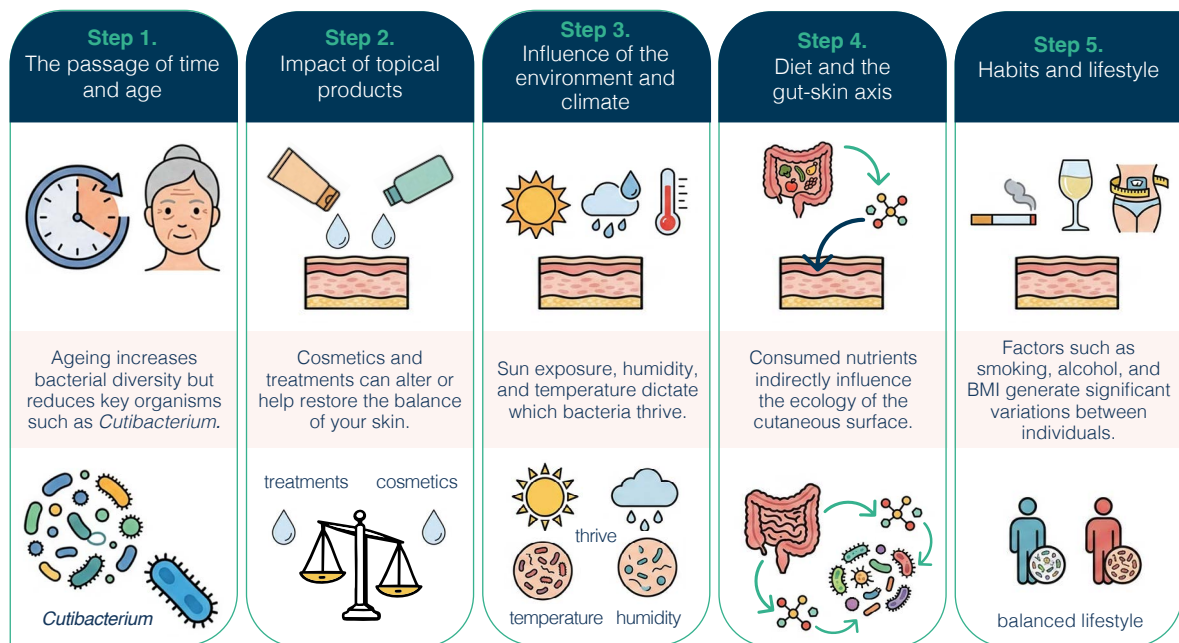 Step 1.
The passage of time
and age
Ageing increases
bacterial diversity but
reduces key organisms
such as Cutibacterium.
Cutibacterium
Step 2.
Impact of topical
products
Cosmetics and
treatments can alter or
help restore the balance
of your skin.
treatments
cosmetics
Step 3.
Influence of the
environment and
climate
Sun exposure, humidity,
and temperature dictate
which bacteria thrive.
thrive
temperature
humidity
Step 4.
Diet and the
gut-skin axis
Consumed nutrients
indirectly influence
the ecology of the
cutaneous surface.
Step 5.
Habits and lifestyle
Factors such as
smoking, alcohol, and
BMI generate significant
variations between
individuals.
balanced lifestyle